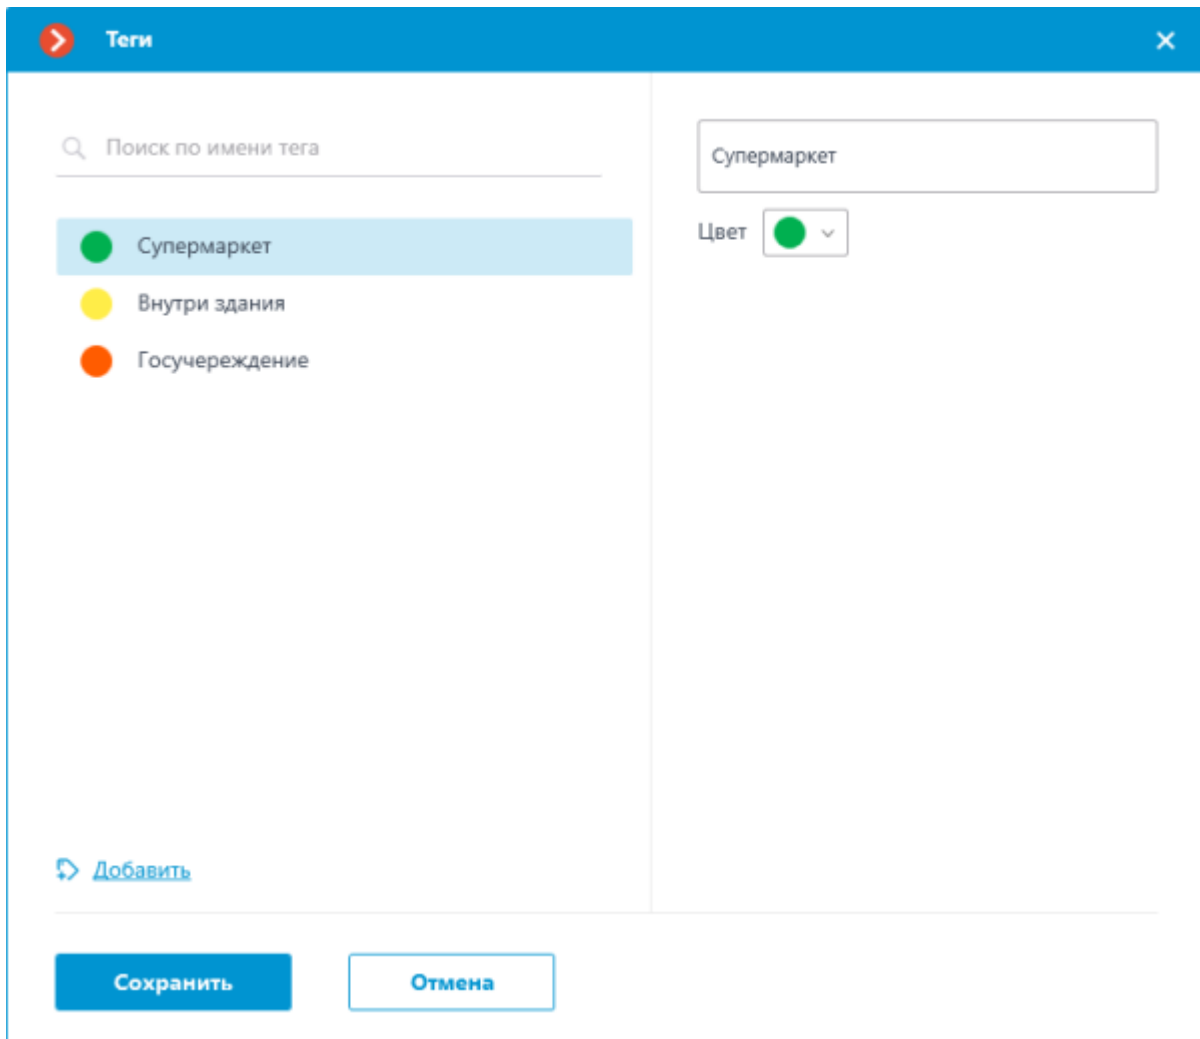 Теги
Поиск по имени тега
Супермаркет
Внутри здания
Госучереждение
Добавить
Супермаркет
Цвет
Сохранить
Отмена